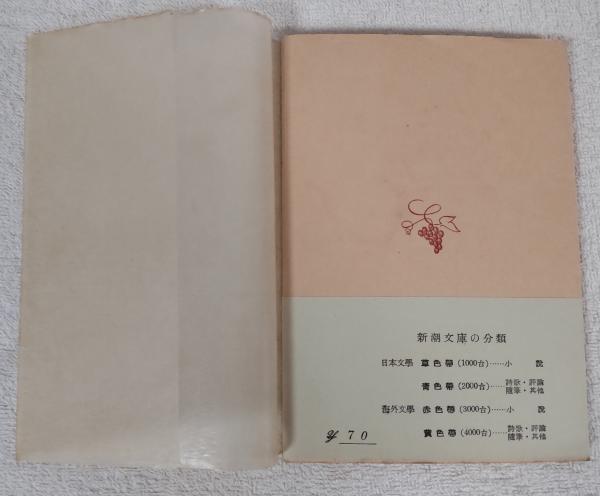 新潮文庫の分類
日本文學 草色帶 (1000台)……小 說
靑色帶 (2000台)……詩歌・評論
隨筆・其他
海外文學 赤色帶 (3000台)……小 說
黃色帶 (4000台)……詩歌・評論
隨筆・其他
¥ 70